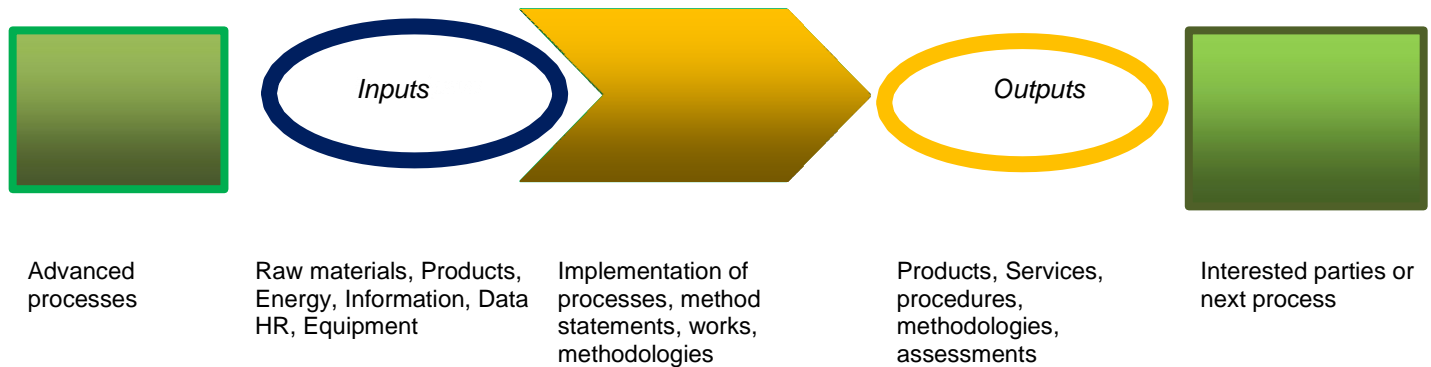 Inputs
Outputs
Advanced
processes
Raw materials, Products,
Energy, Information, Data
HR, Equipment
Implementation of
processes, method
statements, works,
methodologies
Products, Services,
procedures,
methodologies,
assessments
Interested parties or
next process